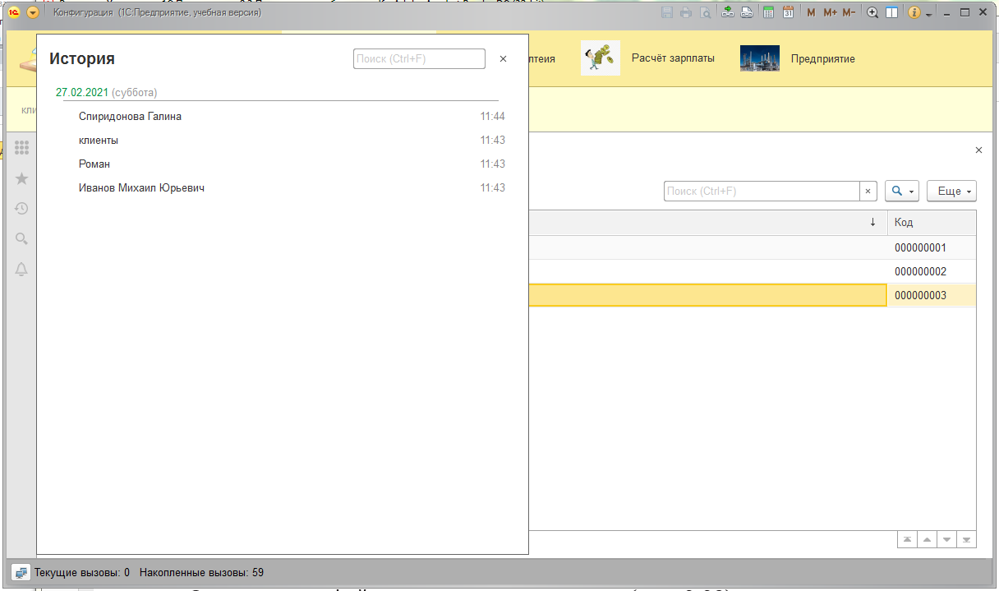 Конфигурация (1С:Предприятие, учебная версия)
M M+ M-
31
История
Поиск (Ctrl+F)
27.02.2021 (суббота)
Спиридонова Галина 11:44
клиенты 11:43
Роман 11:43
Иванов Михаил Юрьевич 11:43
лтеия
Расчёт зарплаты
Предприятие
кли
Поиск (Ctrl+F)
Еще
Код
000000001
000000002
000000003
Текущие вызовы: 0 Накопленные вызовы: 59